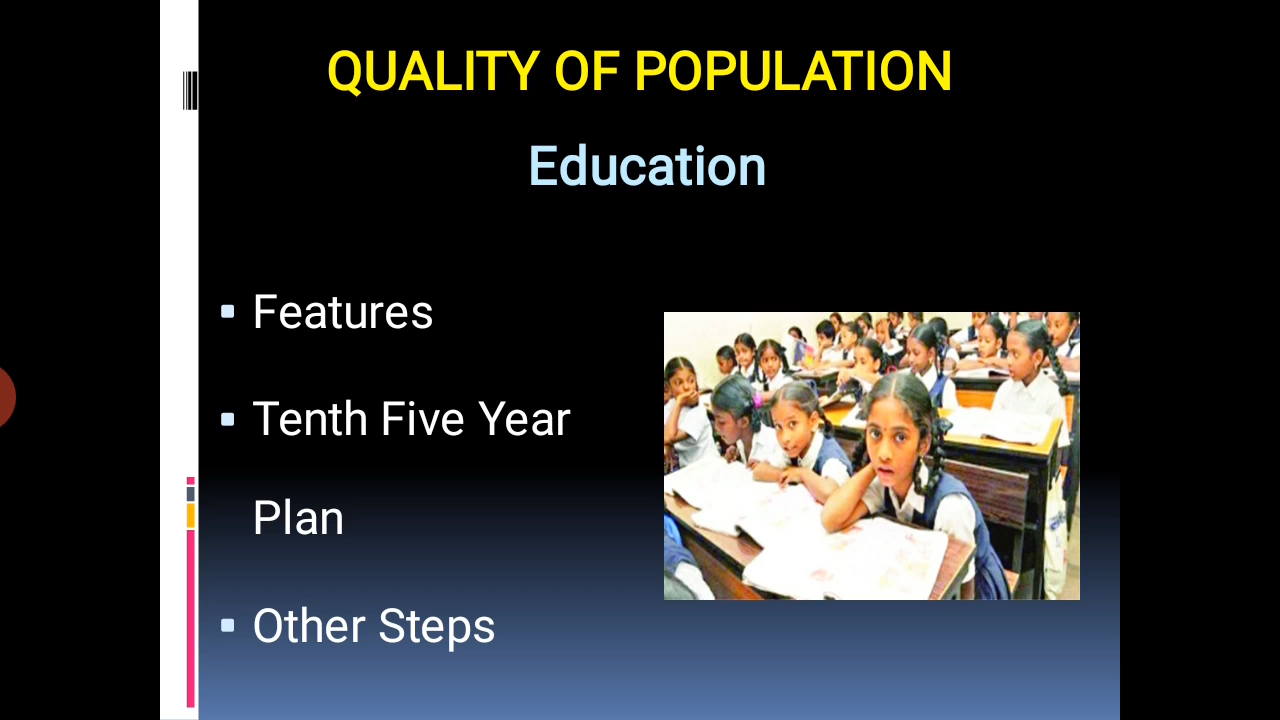 QUALITY OF POPULATION
Education
▪ Features
▪ Tenth Five Year
Plan
▪ Other Steps